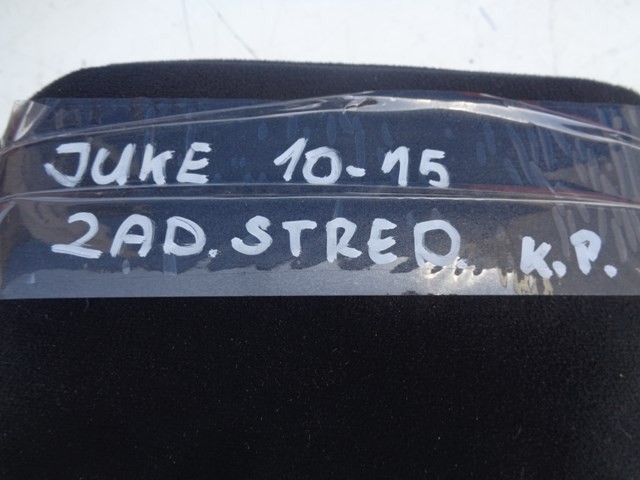 JUKE 10-15
ZAD. STRED K.P.